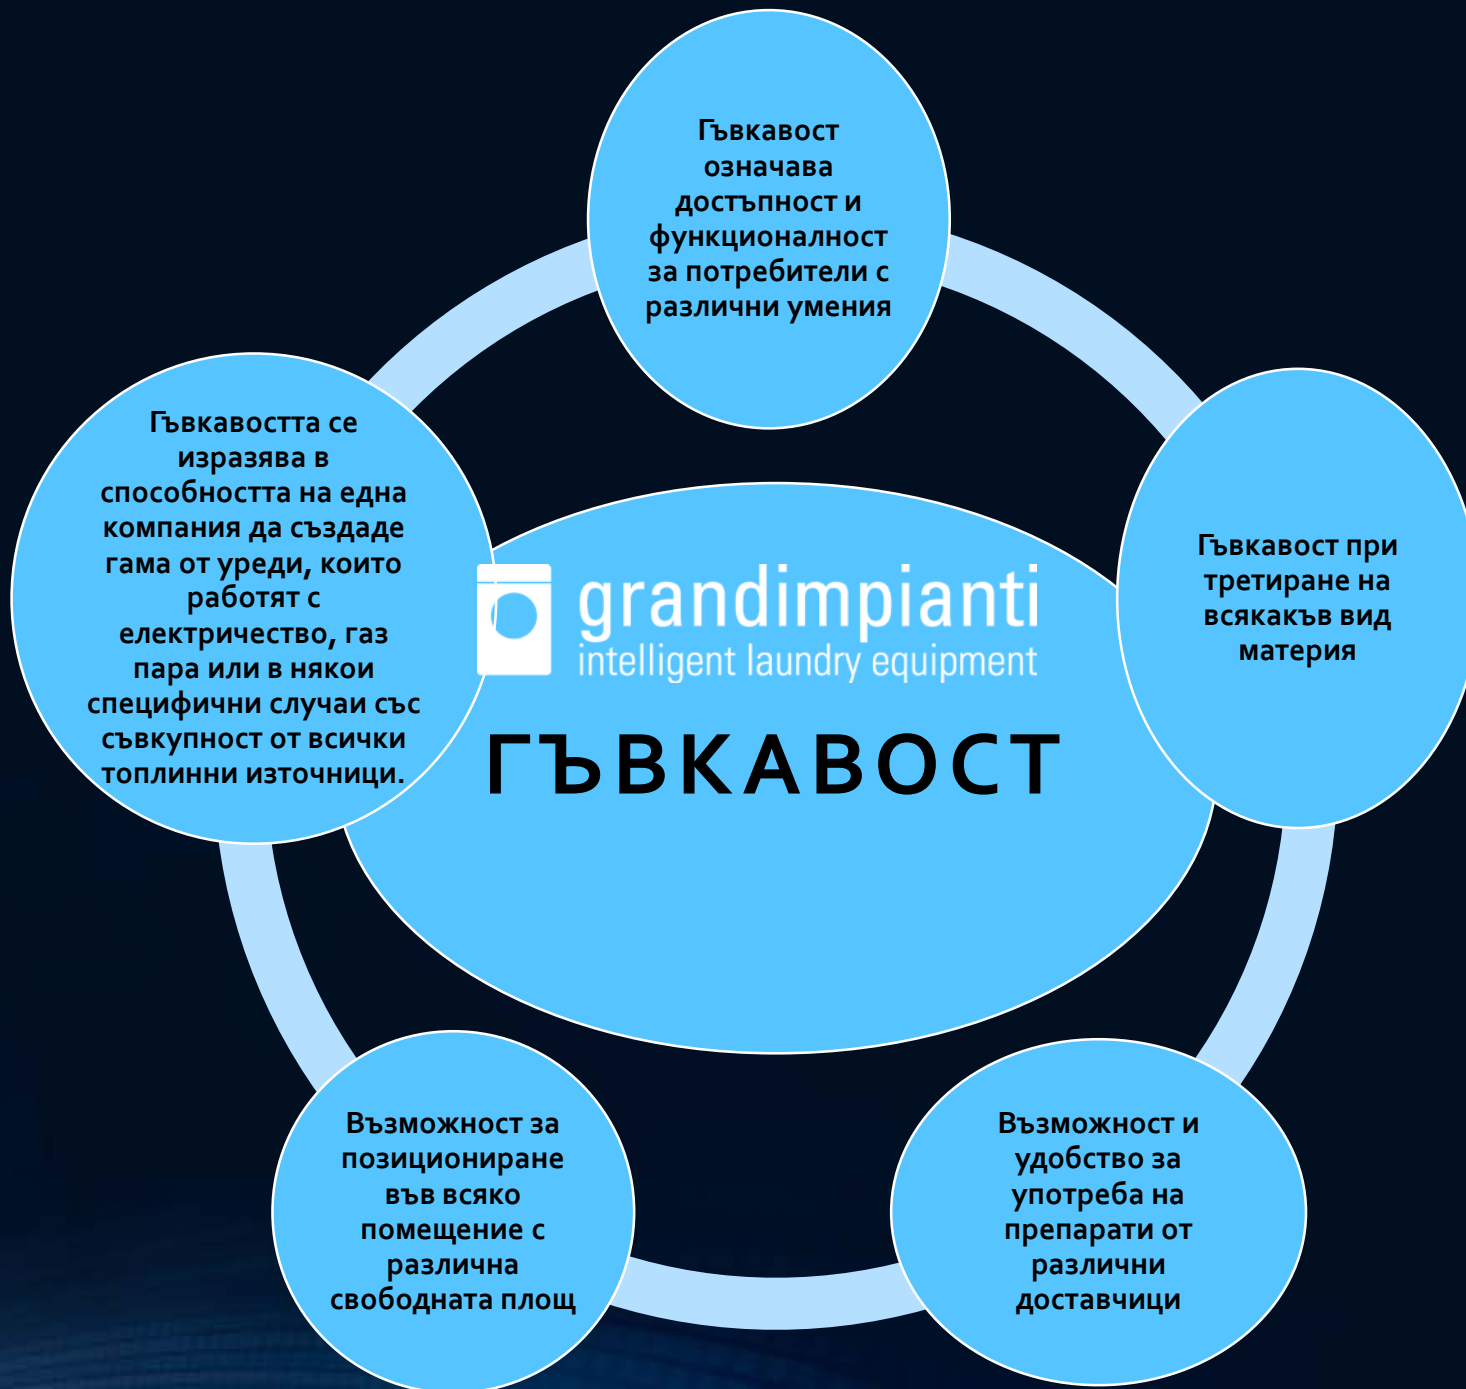 Гъвкавост
означава
достъпност и
функционалност
за потребители с
различни умения
Гъвкавостта се
изразява в
способността на една
компания да създаде
гама от уреди, които
работят с
електричество, газ
пара или в някои
специфични случаи със
съвкупност от всички
топлинни източници.
grandimpianti
intelligent laundry equipment
ГЪВКАВОСТ
Гъвкавост при
третиране на
всякакъв вид
материя
Възможност за
позициониране
във всяко
помещение с
различна
свободната площ
Възможност и
удобство за
употреба на
препарати от
различни
доставчици